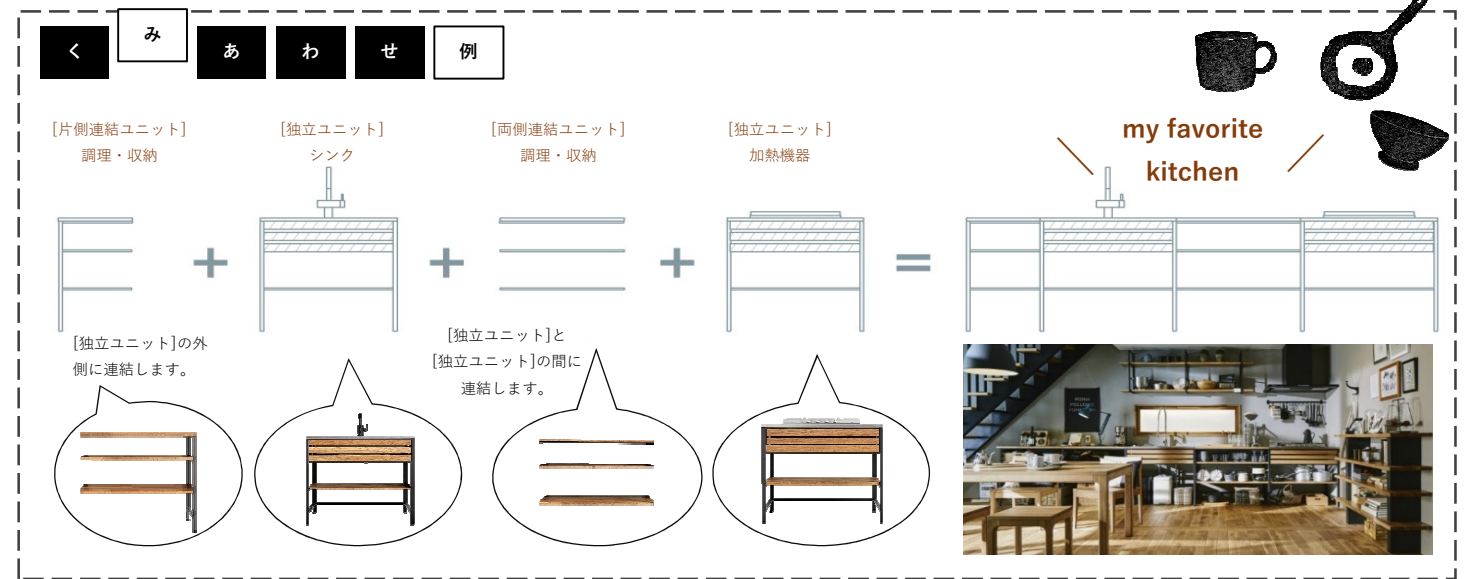 くみあわせ例
[片側連結ユニット]
調理・収納
[独立ユニット]
シンク
[両側連結ユニット]
調理・収納
[独立ユニット]
加熱機器
my favorite
kitchen
[独立ユニット]の外
側に連結します。
[独立ユニット]と
[独立ユニット]の間に
連結します。